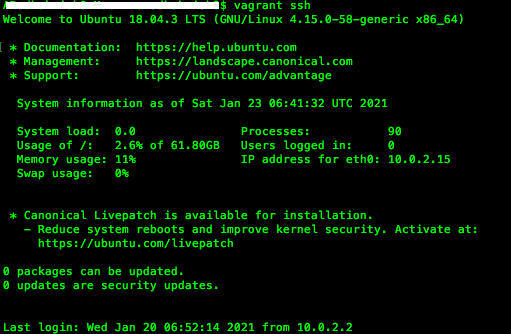 $ vagrant ssh
Welcome to Ubuntu 18.04.3 LTS (GNU/Linux 4.15.0-58-generic x86_64)
* Documentation:  https://help.ubuntu.com
* Management:     https://landscape.canonical.com
* Support:        https://ubuntu.com/advantage
System information as of Sat Jan 23 06:41:32 UTC 2021
System load:  0.0               Processes:           90
Usage of /:   2.6% of 61.80GB   Users logged in:     0
Memory usage: 11%               IP address for eth0: 10.0.2.15
Swap usage:   0%
* Canonical Livepatch is available for installation.
- Reduce system reboots and improve kernel security. Activate at:
https://ubuntu.com/livepatch
0 packages can be updated.
0 updates are security updates.
Last login: Wed Jan 20 06:52:14 2021 from 10.0.2.2